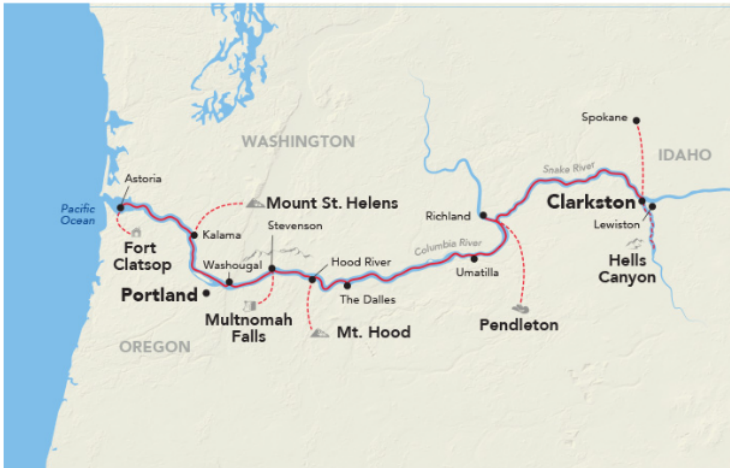 Spokane
WASHINGTON
IDAHO
Snake River
Astoria
Mount St. Helens
Clarkston
Pacific
Ocean
Richland
Lewiston
Stevenson
Kalama
Fort
Clatsop
Columbia River
Hells
Canyon
Washougal
Hood River
Umatilla
Portland
The Dalles
Multnomah
Falls
Mt. Hood
Pendleton
OREGON